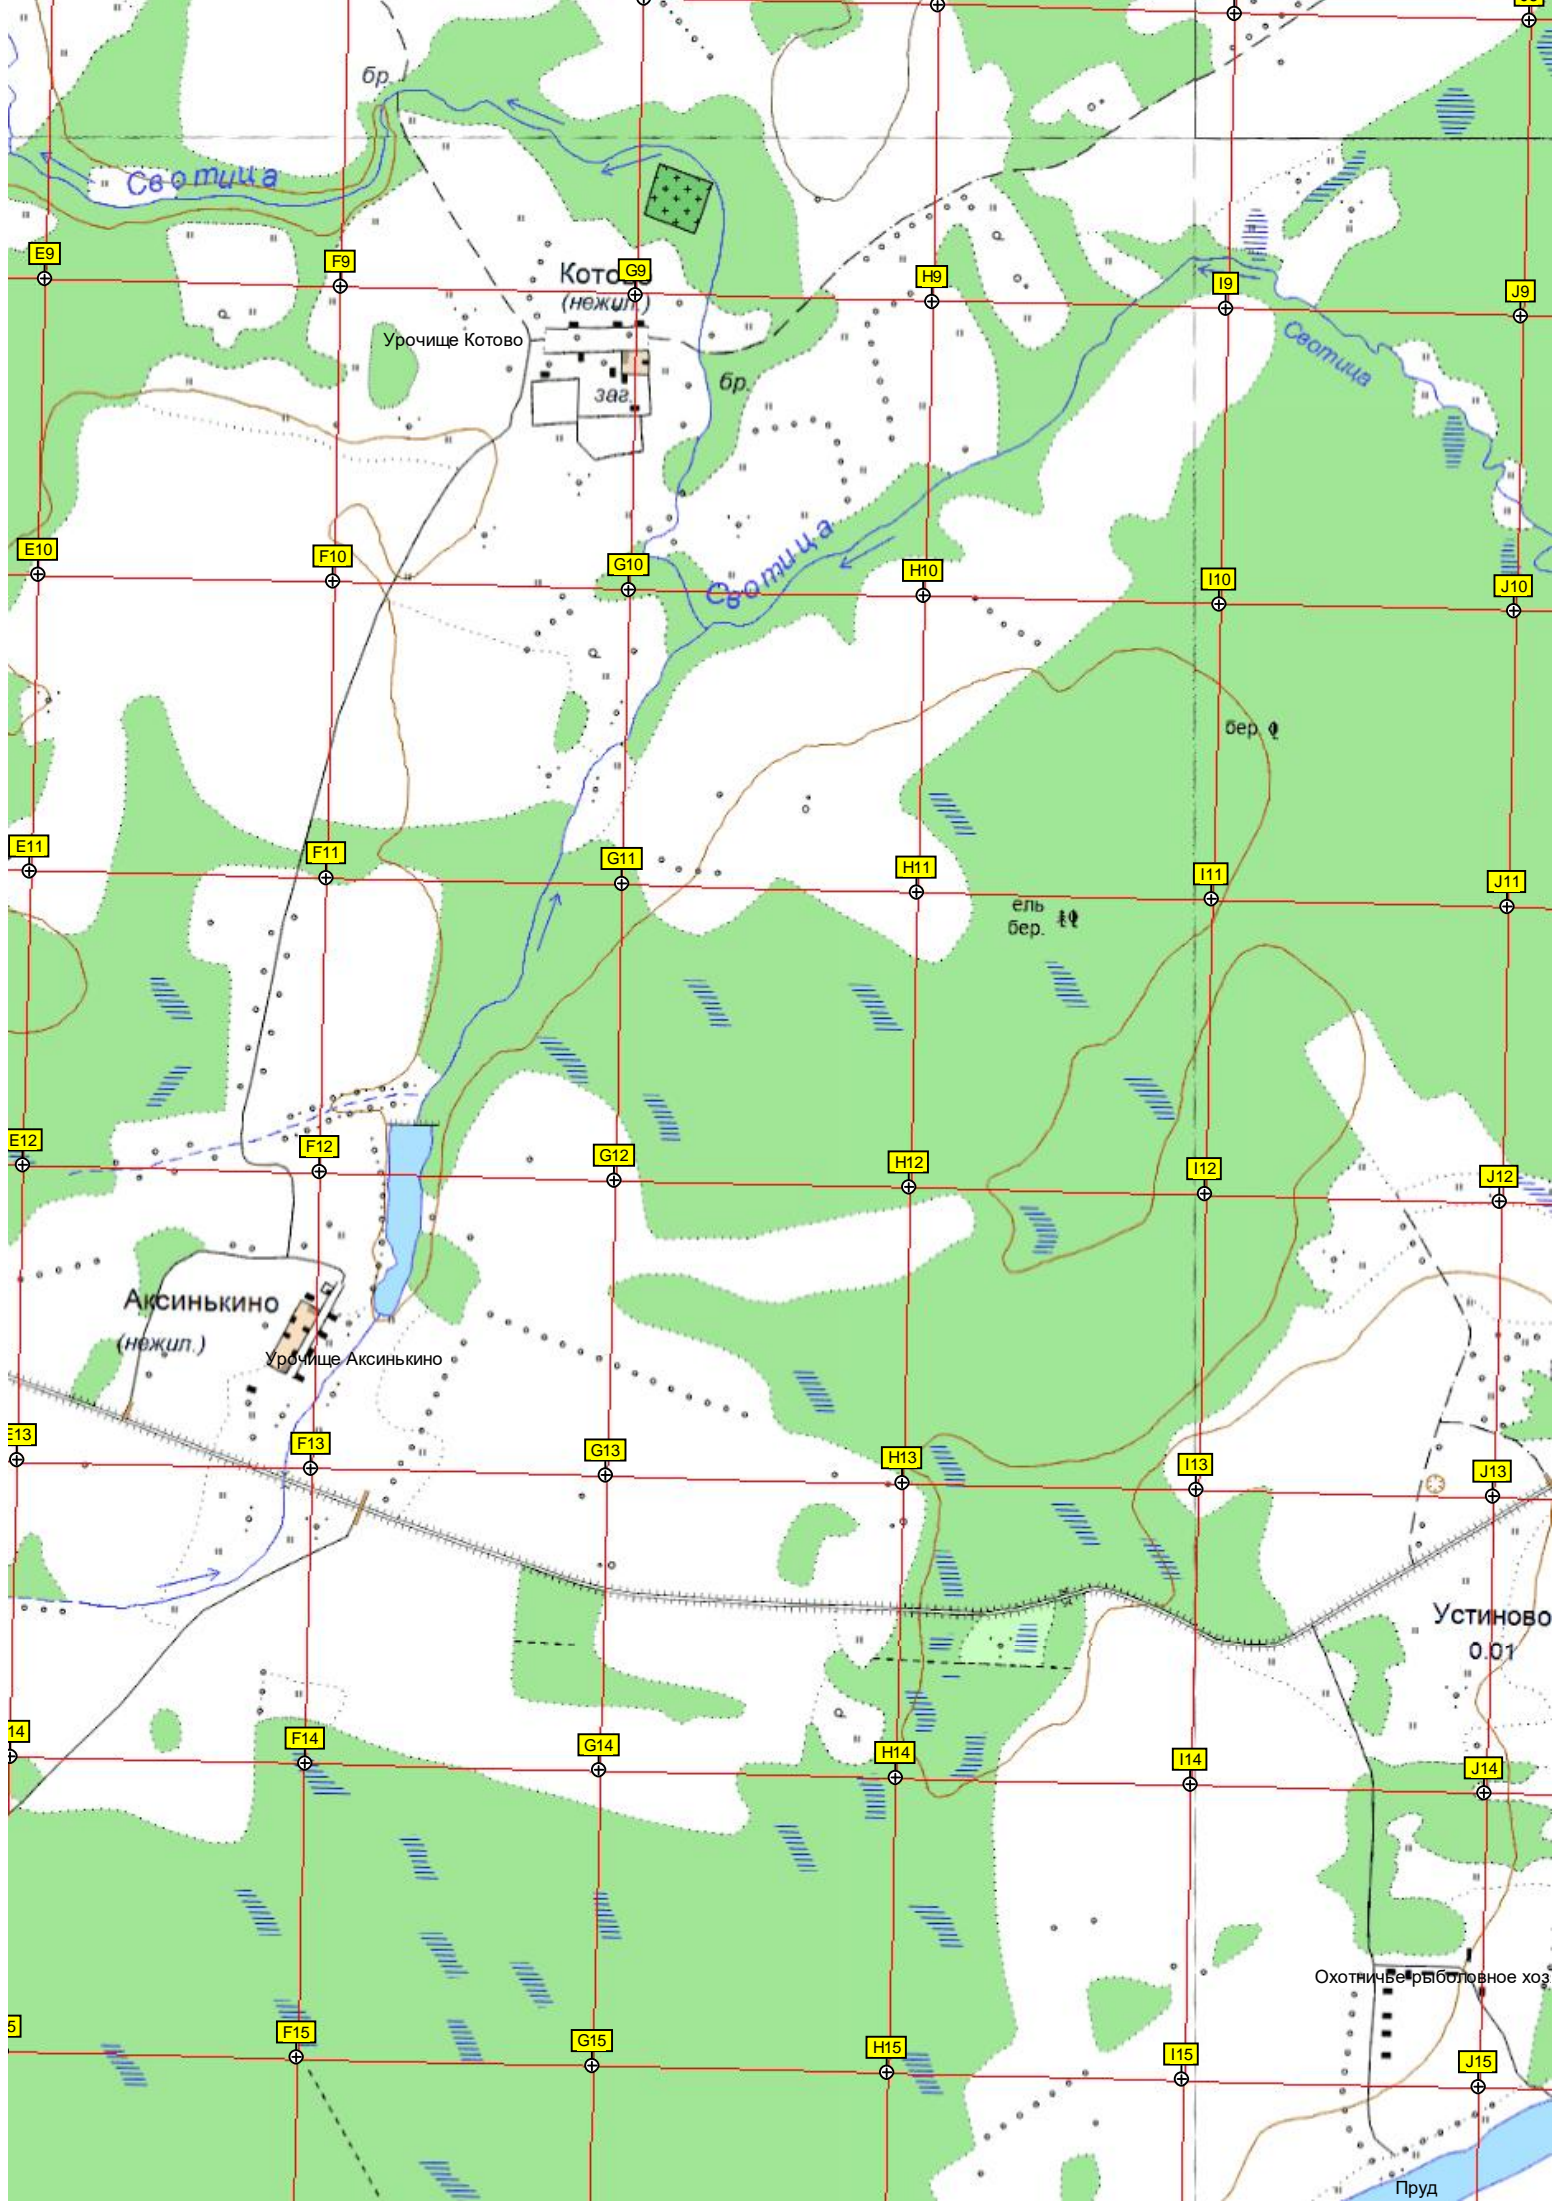 бр.
Свотица
E9
F9
G9
H9
I9
J9
(нежил.)
Урочище Котово
Свотица
бр.
заг.
E10
F10
G10
H10
I10
J10
Свотица
бер.
E11
F11
G11
H11
I11
J11
ель
бер.
E12
F12
G12
H12
I12
J12
Аксинькино
(нежил.)
Урочище Аксинькино
E13
F13
G13
H13
I13
J13
Устиново
0.01
14
F14
G14
H14
I14
J14
Охотничье-рыболовное хоз
5
F15
G15
H15
I15
J15
Пруд